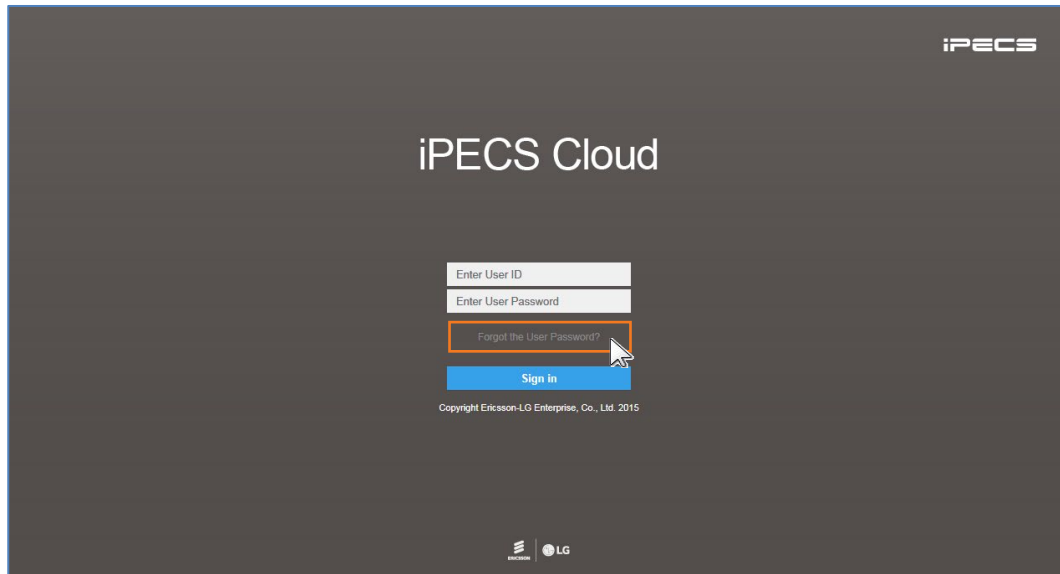 iPECS
iPECS Cloud
Enter User ID
Enter User Password
Forgot the User Password?
Sign in
Copyright Ericsson-LG Enterprise, Co., Ltd. 2015
ERICSSON LG